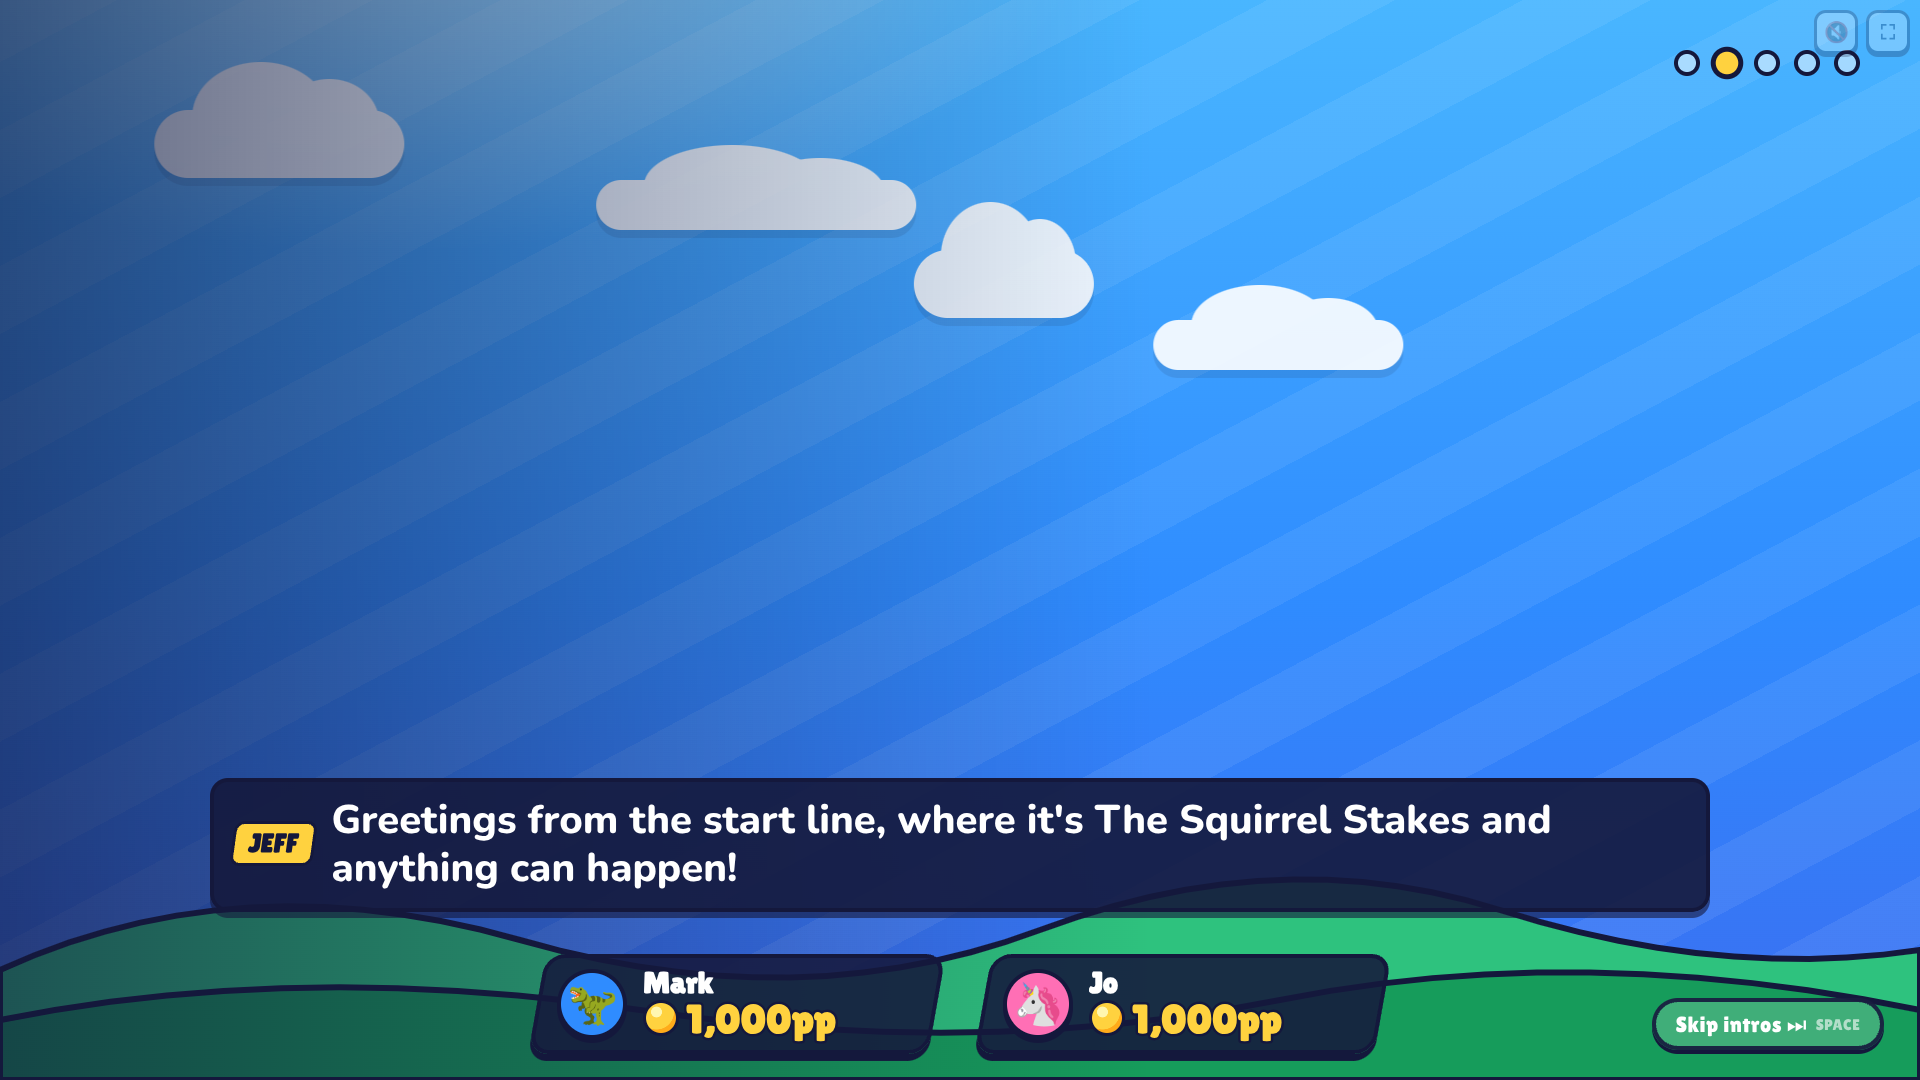 JEFF
Greetings from the start line, where it's The Squirrel Stakes and
anything can happen!
Mark
1,000pp
Jo
1,000pp
Skip intros SPACE